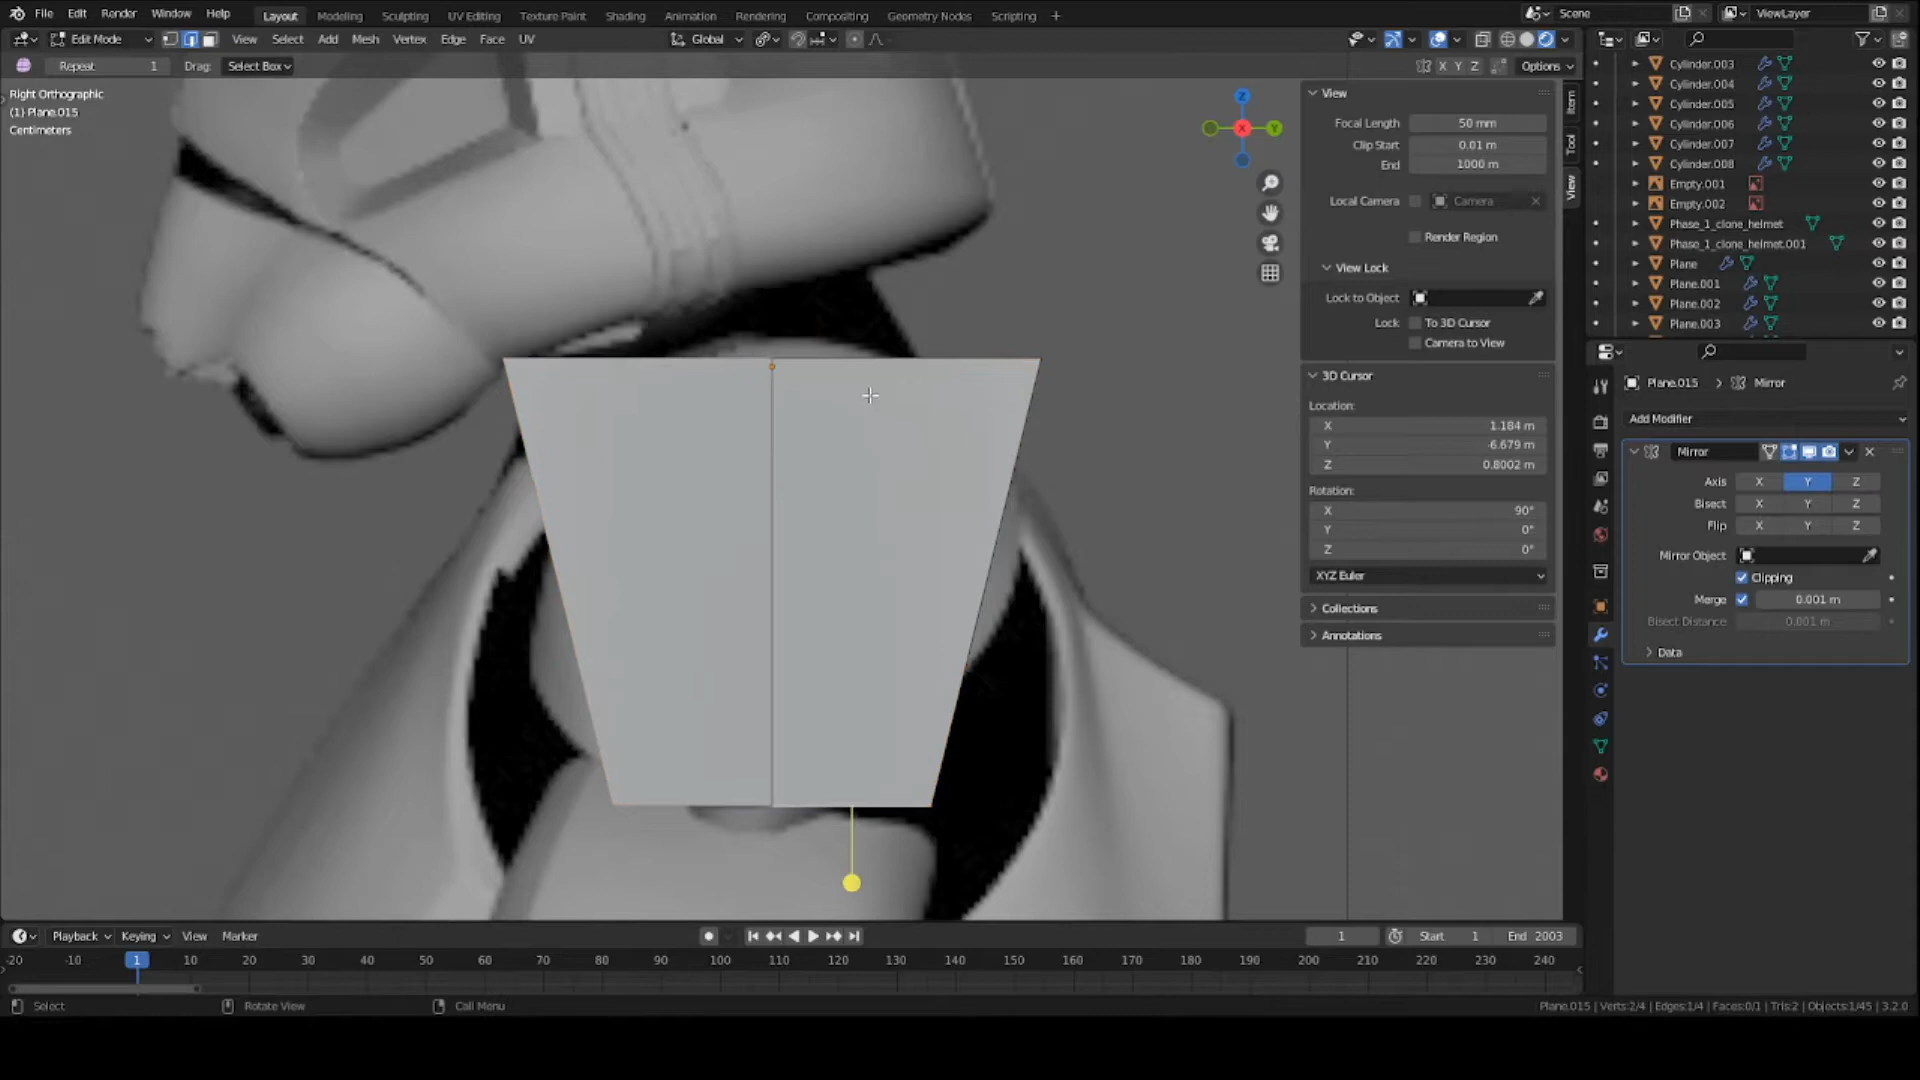 File Edit Render Window Help Layout Modeling Sculpting UV Editing Texture Paint Shading Animation Rendering Compositing Geometry Nodes Scripting + Scene ViewLayer
Edit Mode View Select Add Mesh Vertex Edge Face UV Global
Repeat 1 Drag: Select Box X Y Z Options
Right Orthographic
(1) Plane.015
Centimeters
Z
X Y
View
Focal Length 50 mm
Clip Start 0.01 m
End 1000 m
Local Camera Camera
Render Region
View Lock
Lock to Object
Lock To 3D Cursor
Camera to View
3D Cursor
Location:
X 1.184 m
Y -6.679 m
Z 0.8002 m
Rotation:
X 90°
Y 0°
Z 0°
XYZ Euler
Collections
Annotations
Item
Tool
View
Cylinder.003
Cylinder.004
Cylinder.005
Cylinder.006
Cylinder.007
Cylinder.008
Empty.001
Empty.002
Phase_1_clone_helmet
Phase_1_clone_helmet.001
Plane
Plane.001
Plane.002
Plane.003
Plane.015 > Mirror
Add Modifier
Mirror
Axis X Y Z
Bisect X Y Z
Flip X Y Z
Mirror Object
Clipping
Merge 0.001 m
Bisect Distance 0.001 m
Data
Playback Keying View Marker 1 Start 1 End 2003
-20 -10 1 10 20 30 40 50 60 70 80 90 100 110 120 130 140 150 160 170 180 190 200 210 220 230 240
Select Rotate View Call Menu Plane.015 | Verts:2/4 | Edges:1/4 | Faces:0/1 | Tris:2 | Objects:1/45 | 3.2.0